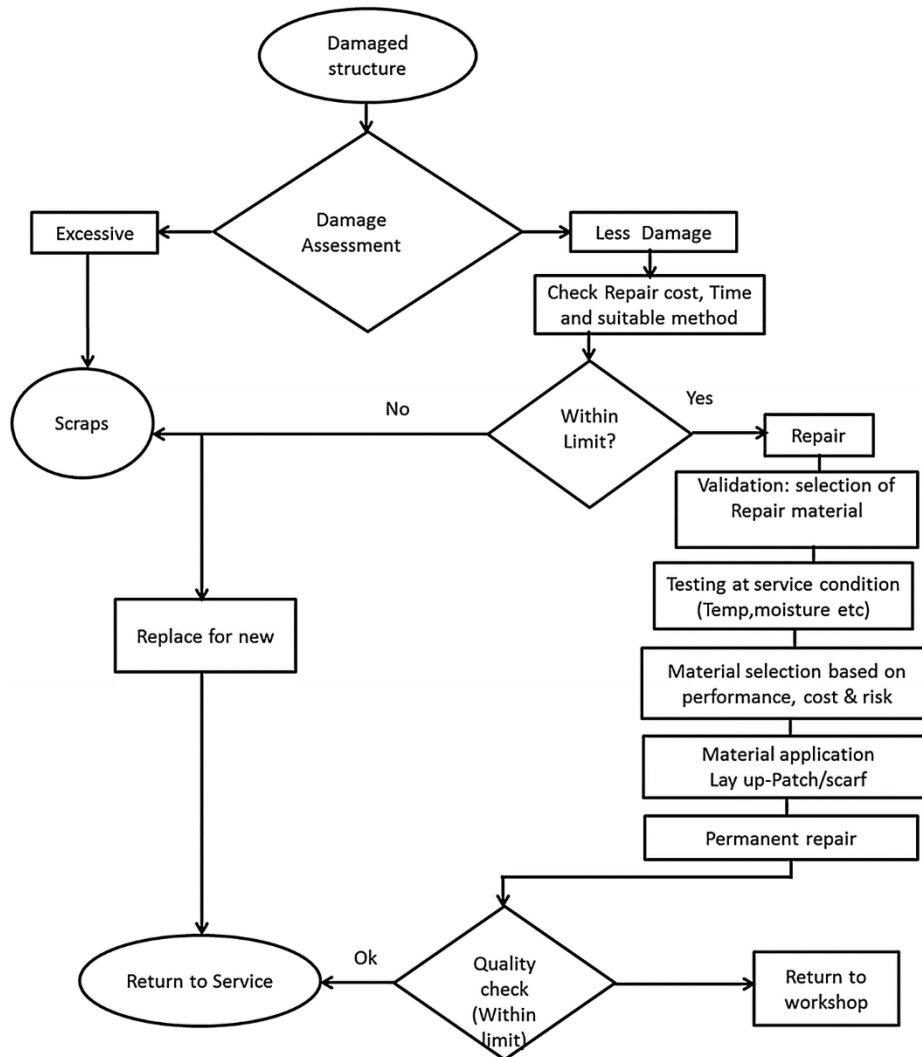 Damaged
structure
Damage
Assessment
Excessive
Less Damage
Check Repair cost, Time
and suitable method
Scraps
No
Within
Limit?
Yes
Repair
Validation: selection of
Repair material
Testing at service condition
(Temp,moisture etc)
Replace for new
Material selection based on
performance, cost & risk
Material application
Lay up-Patch/scarf
Permanent repair
Return to Service
Ok
Quality
check
(Within
limit)
Return to
workshop